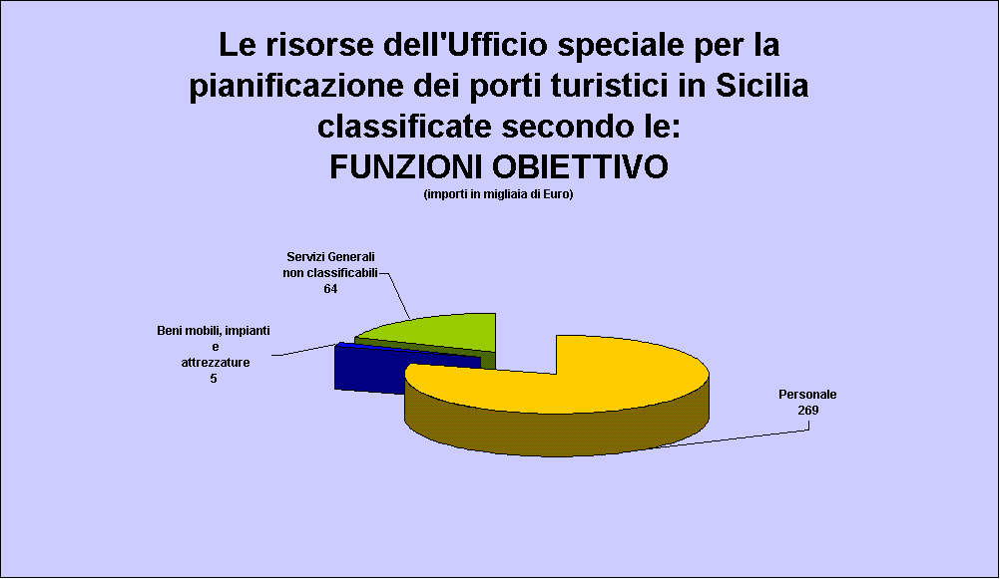 Le risorse dell'Ufficio speciale per la
pianificazione dei porti turistici in Sicilia
classificate secondo le:
FUNZIONI OBIETTIVO
(importi in migliaia di Euro)
Servizi Generali
non classificabili
64
Beni mobili, impianti
e
attrezzature
5
Personale
269